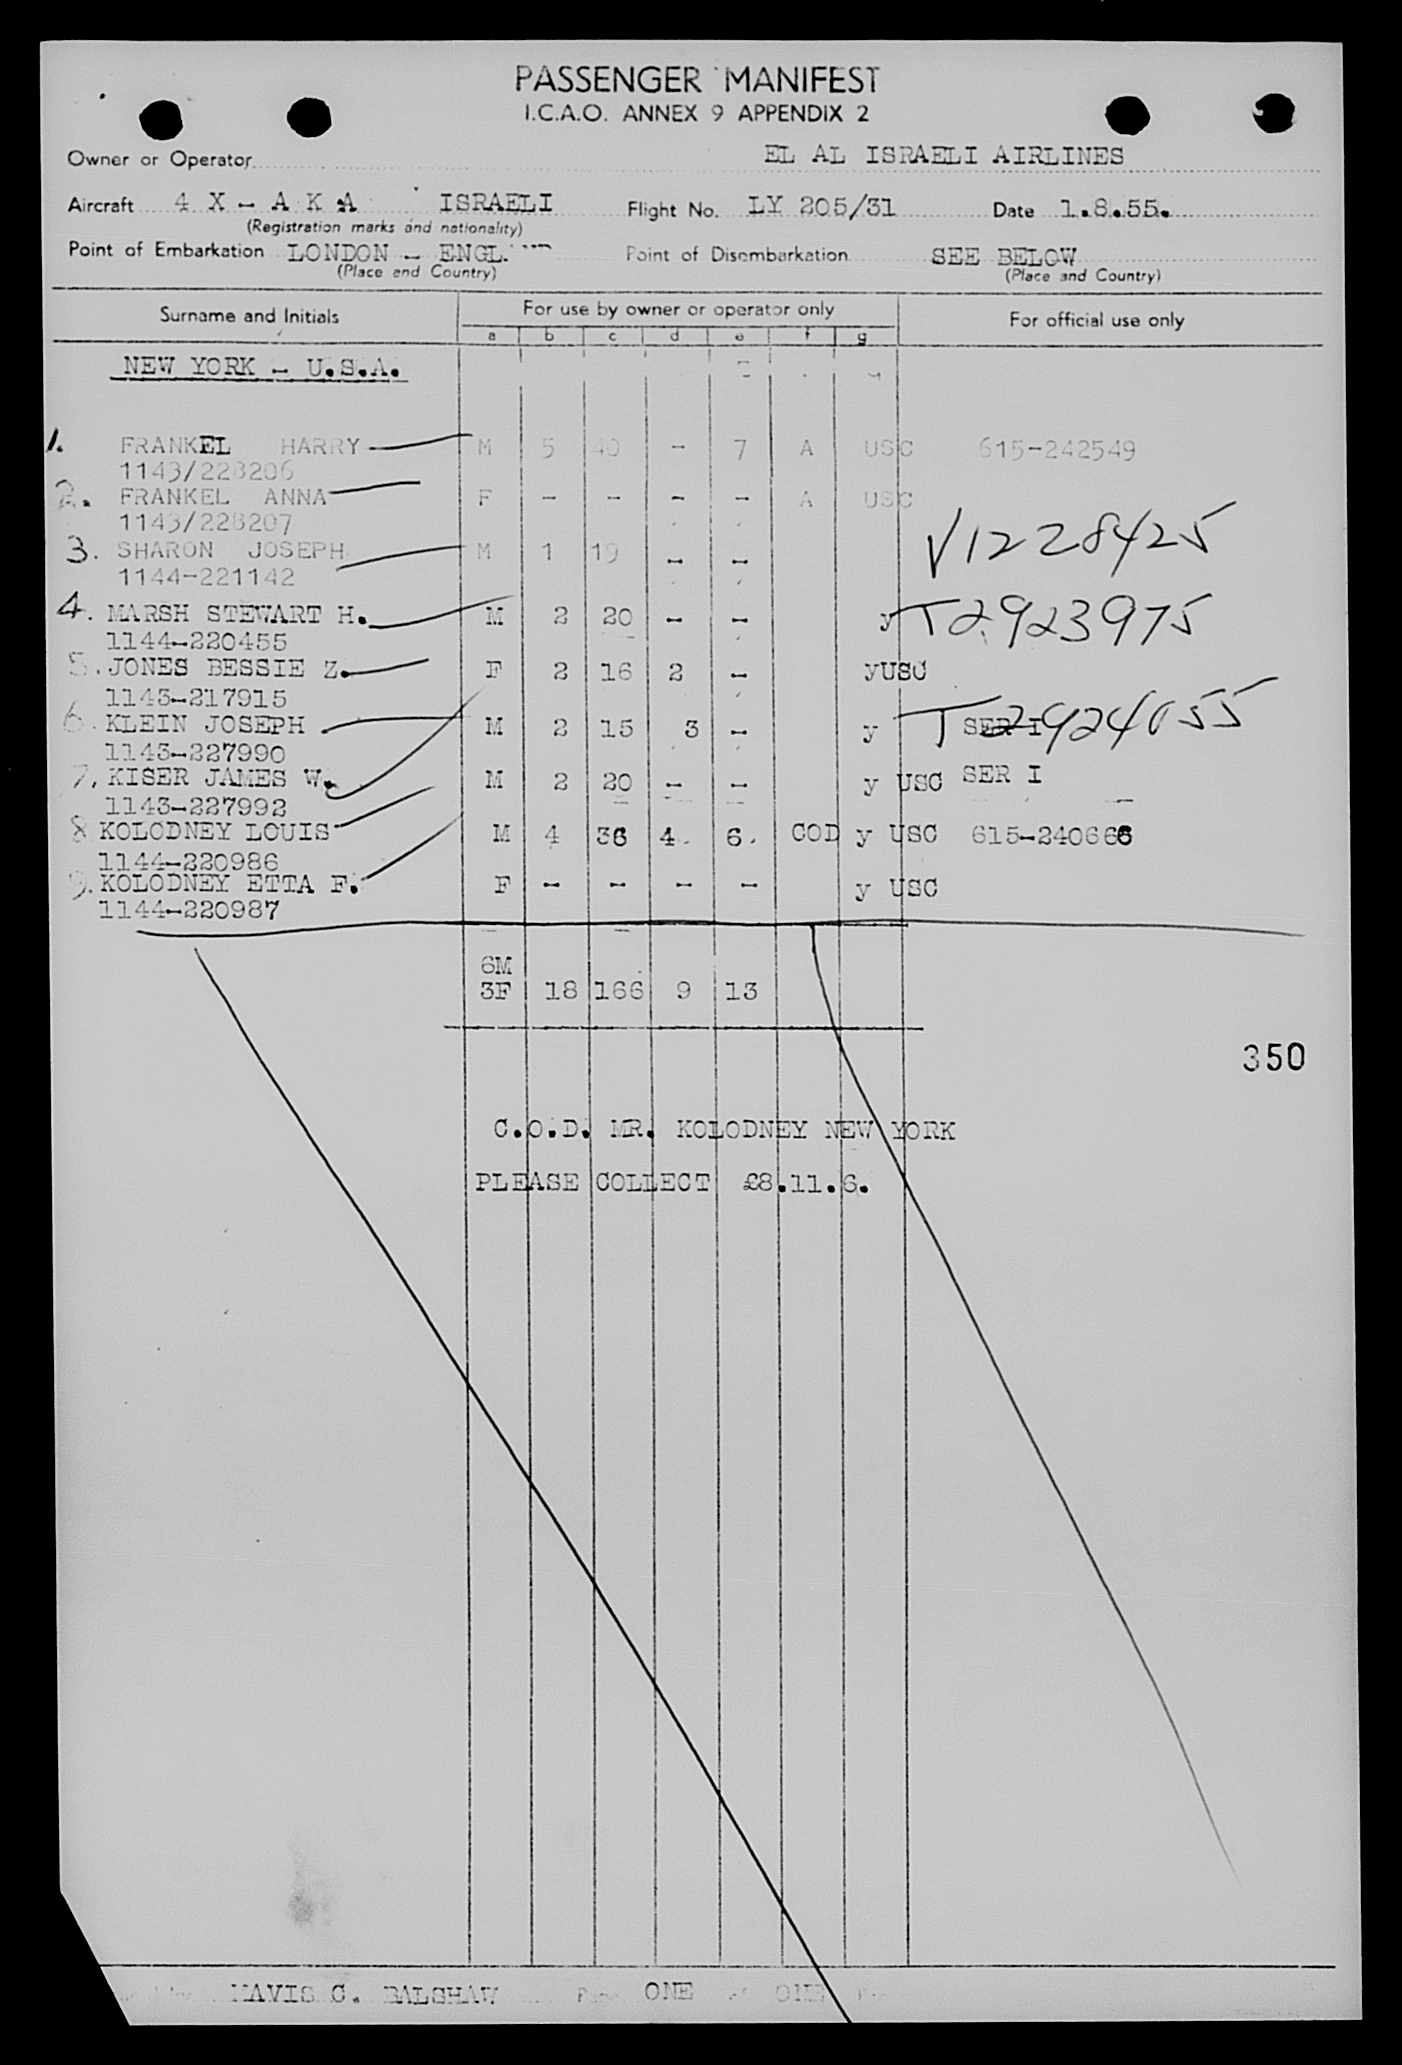 PASSENGER MANIFEST
I.C.A.O. ANNEX 9 APPENDIX 2
Owner or Operator EL AL ISRAELI AIRLINES
Aircraft 4 X - A K A ISRAELI Flight No. LY 205/31 Date 1.8.55.
(Registration marks and nationality)
Point of Embarkation LONDON - ENGL. Point of Disembarkation SEE BELOW
(Place and Country) (Place and Country)
Surname and Initials For use by owner or operator only For official use only
a b c d e f g
NEW YORK - U.S.A.
1. FRANKEL HARRY M 5 40 - 7 A USC 615-242549
1143/228206
2. FRANKEL ANNA F - - - - A USC
1143/228207
3. SHARON JOSEPH M 1 19 - - V1228425
1144-221142
4. MARSH STEWART H. M 2 20 - - y T2923975
1144-220455
5. JONES BESSIE Z. F 2 16 2 - y USC
1143-217915
6. KLEIN JOSEPH M 2 15 3 - y SER I T2924055
1143-227990
7. KISER JAMES W. M 2 20 - - y USC SER I
1143-227992
8 KOLODNEY LOUIS M 4 36 4. 6. COD y USC 615-240666
1144-220986
9. KOLODNEY ETTA F. F - - - - y USC
1144-220987
6M
3F 18 166 9 13
350
C.O.D. MR. KOLODNEY NEW YORK
PLEASE COLLECT £8.11.6.
MAVIS C. BALSHAW ONE ONE